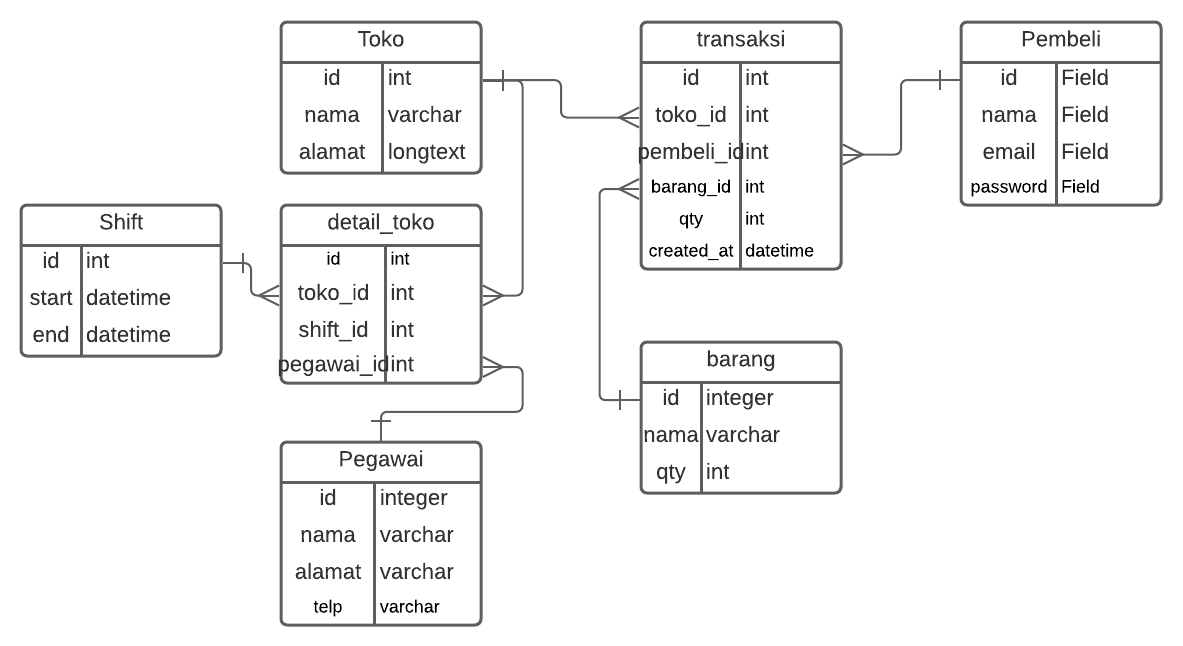 Toko
id int
nama varchar
alamat longtext
transaksi
id int
toko_id int
pembeli_id int
barang_id int
qty int
created_at datetime
Pembeli
id Field
nama Field
email Field
password Field
Shift
id int
start datetime
end datetime
detail_toko
id int
toko_id int
shift_id int
pegawai_id int
barang
id integer
nama varchar
qty int
Pegawai
id integer
nama varchar
alamat varchar
telp varchar